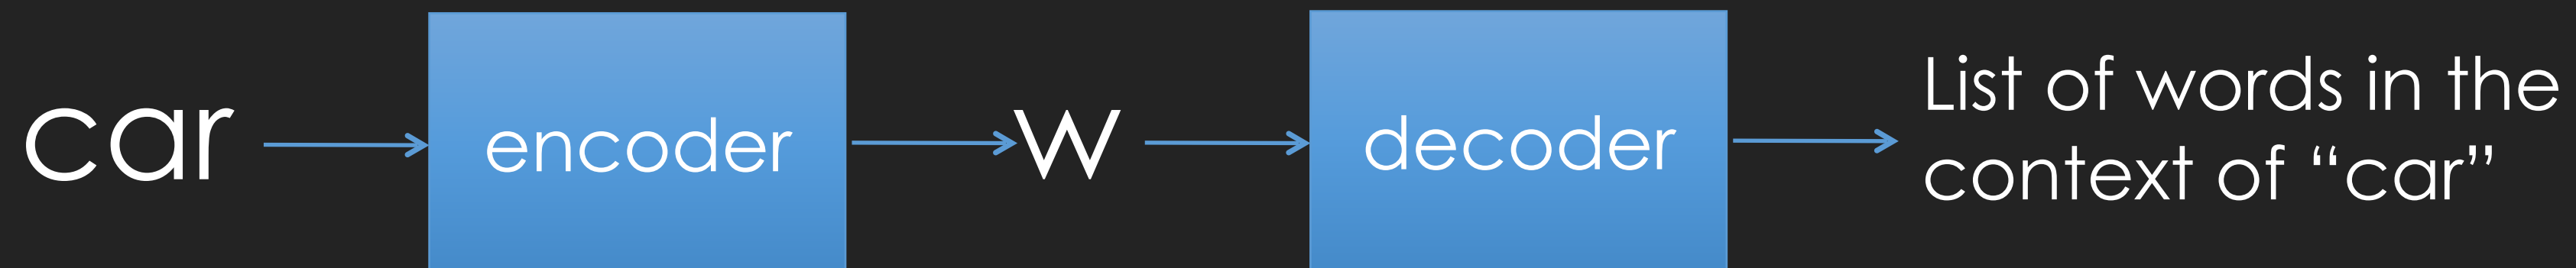 car
encoder
w
decoder
List of words in the
context of “car”